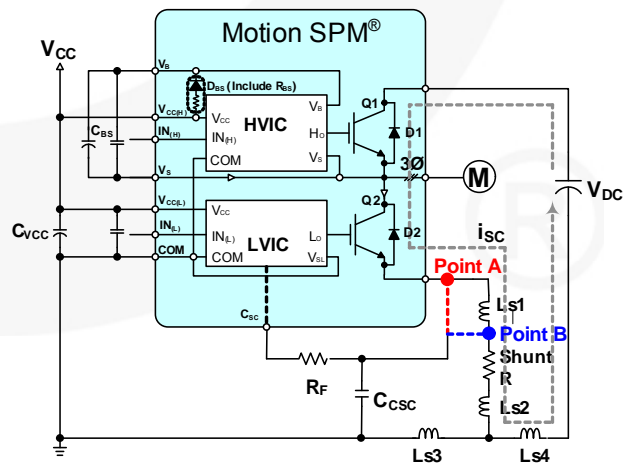 Motion SPM®
VCC
VB
DBS (Include RBS)
VCC(H)
VCC
HVIC
VB
Q1
CBS
IN(H)
IN(H)
HO
D1
COM
VS
VS
3Ø
M
VDC
VCC(L)
VCC
Q2
CVCC
IN(L)
IN(L)
LVIC
LO
D2
iSC
COM
COM
VSL
Point A
Ls1
CSC
Point B
Shunt
R
RF
CCSC
Ls2
Ls3
Ls4